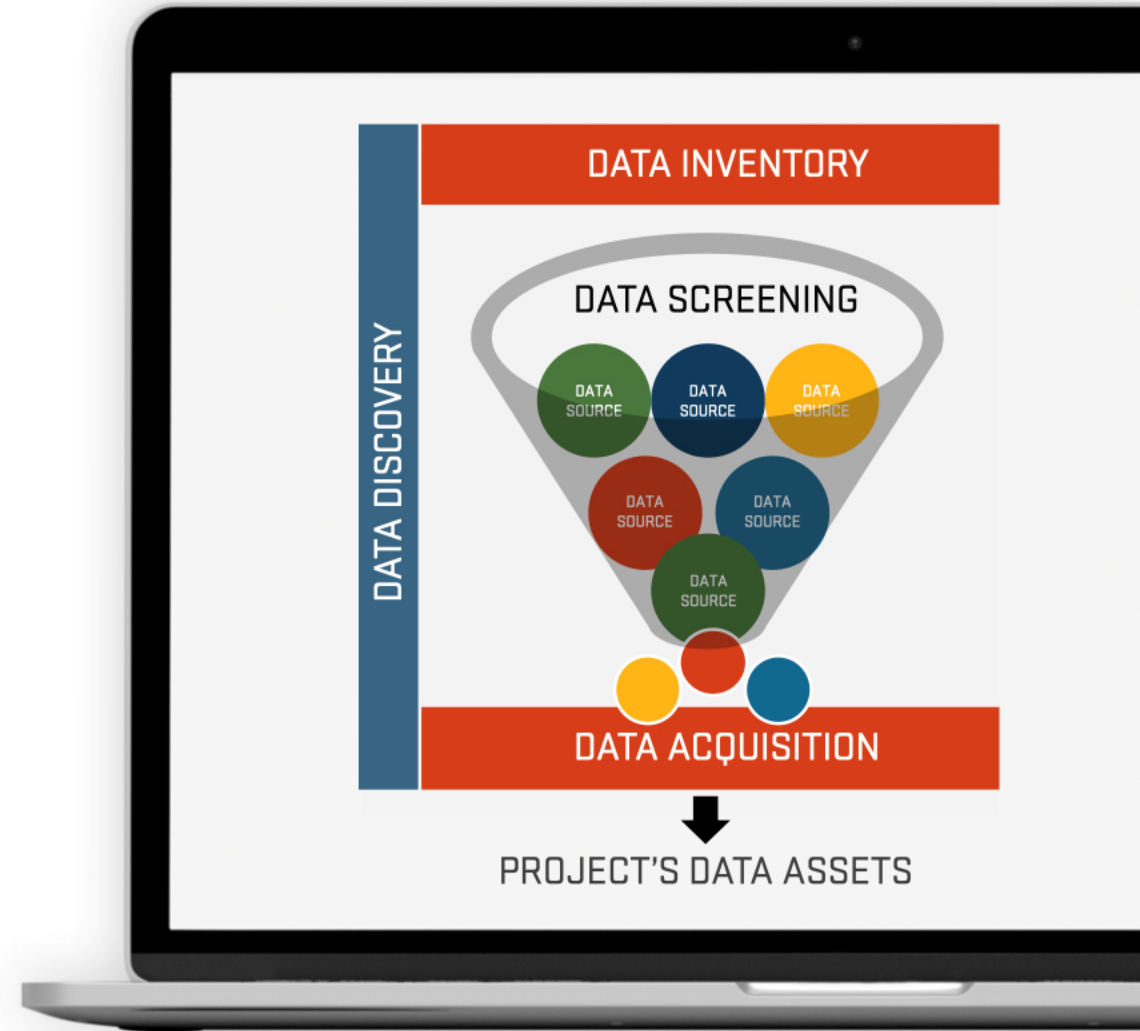 DATA INVENTORY
DATA DISCOVERY
DATA SCREENING
DATA
SOURCE
DATA
SOURCE
DATA
SOURCE
DATA
SOURCE
DATA
SOURCE
DATA
SOURCE
DATA ACQUISITION
PROJECT'S DATA ASSETS